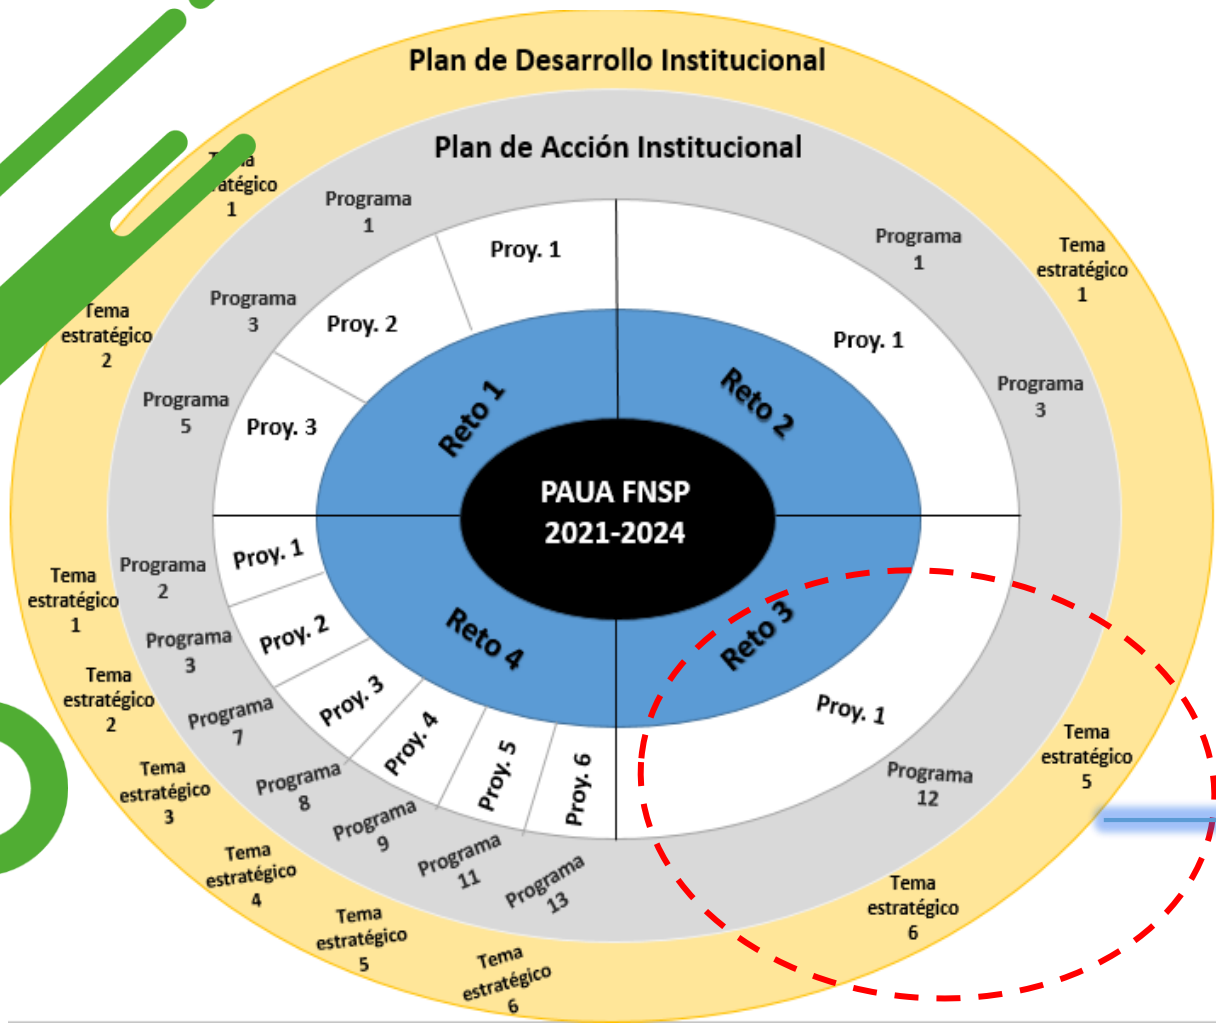 Plan de Desarrollo Institucional
Plan de Acción Institucional
estratégico
1
Programa
1
Proy. 1
Programa
1
Tema
estratégico
1
Programa
3
Proy. 2
Proy. 1
Tema
estratégico
2
Programa
5
Proy. 3
Reto 1
Reto 2
Programa
3
PAUA FNSP
2021-2024
Tema
estratégico
1
Programa
2
Proy. 1
Programa
3
Proy. 2
Reto 4
Reto 3
Tema
estratégico
2
Programa
7
Proy. 3
Proy. 1
Tema
estratégico
3
Programa
8
Proy. 4
Programa
12
Tema
estratégico
5
Programa
9
Proy. 5
Proy. 6
Tema
estratégico
4
Programa
11
Programa
13
Tema
estratégico
6
Tema
estratégico
5
Tema
estratégico
6